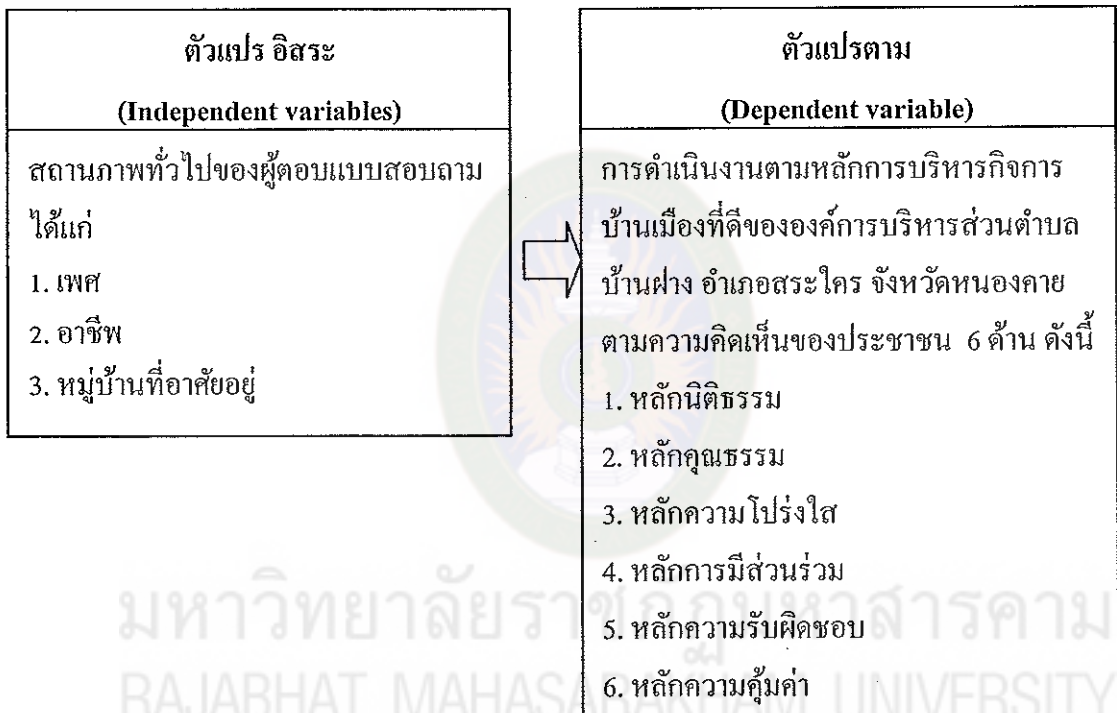 ตัวแปร อิสระ
(Independent variables)
สถานภาพทั่วไปของผู้ตอบแบบสอบถาม
ได้แก่
1. เพศ
2. อาชีพ
3. หมู่บ้านที่อาศัยอยู่
ตัวแปรตาม
(Dependent variable)
การดำเนินงานตามหลักการบริหารกิจการ
บ้านเมืองที่ดีขององค์การบริหารส่วนตำบล
บ้านฝาง อำเภอสระใคร จังหวัดหนองคาย
ตามความคิดเห็นของประชาชน 6 ด้าน ดังนี้
1. หลักนิติธรรม
2. หลักคุณธรรม
3. หลักความโปร่งใส
4. หลักการมีส่วนร่วม
5. หลักความรับผิดชอบ
6. หลักความคุ้มค่า
มหาวิทยาลัยราชภัฏมหาสารคาม
RAJABHAT MAHASARAKHAM UNIVERSITY